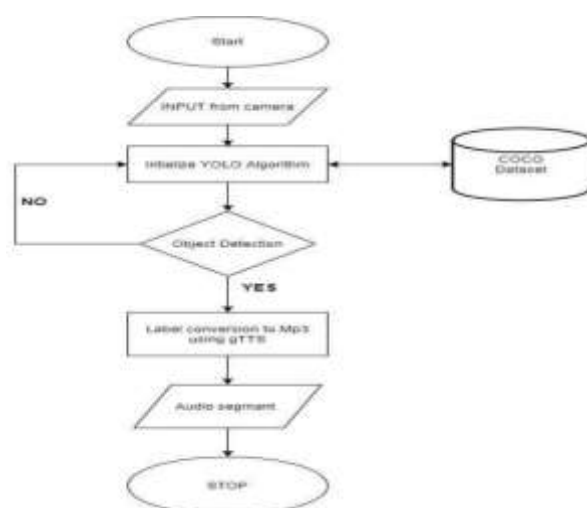 Start
INPUT from camera
Initialize YOLO Algorithm
COCO
Dataset
NO
Object Detection
YES
Label conversion to Mp3
using gTTS
Audio segmant
STOP